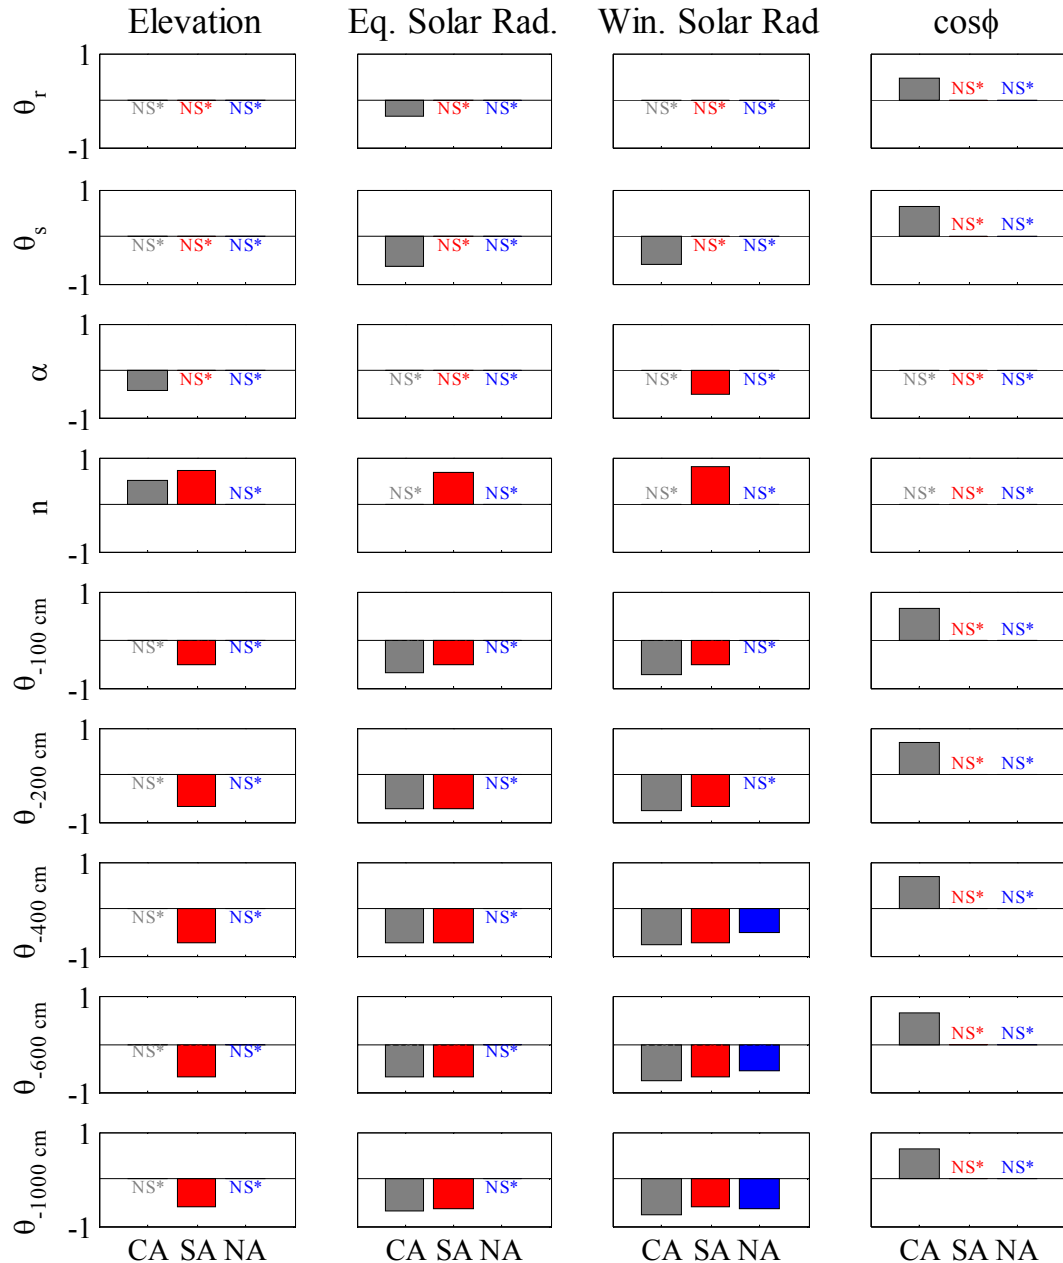 Elevation Eq. Solar Rad. Win. Solar Rad cosϕ
1
θr NS* NS* NS* NS* NS* NS* NS* NS* NS* NS*
-1
1
θs NS* NS* NS* NS* NS* NS* NS* NS* NS*
-1
1
α NS* NS* NS* NS* NS* NS* NS* NS* NS* NS*
-1
1
n NS* NS* NS* NS* NS* NS* NS* NS*
-1
1
θ-100 cm NS* NS* NS* NS* NS* NS*
-1
1
θ-200 cm NS* NS* NS* NS* NS* NS*
-1
1
θ-400 cm NS* NS* NS* NS* NS*
-1
1
θ-600 cm NS* NS* NS* NS* NS*
-1
1
θ-1000 cm NS* NS* NS* NS* NS*
-1
CA SA NA CA SA NA CA SA NA CA SA NA